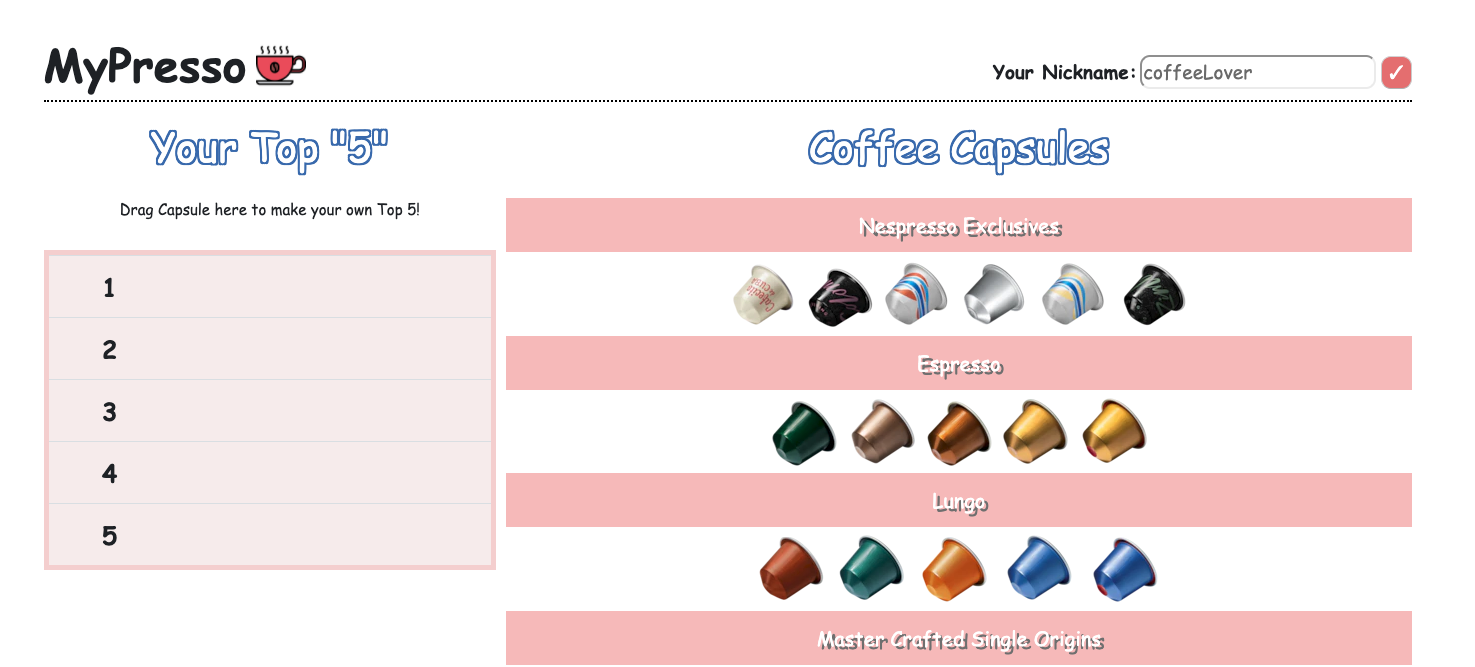 MyPresso
Your Nickname: coffeeLover ✓
Your Top "5"
Drag Capsule here to make your own Top 5!
1
2
3
4
5
Coffee Capsules
Nespresso Exclusives
Espresso
Lungo
Master Crafted Single Origins